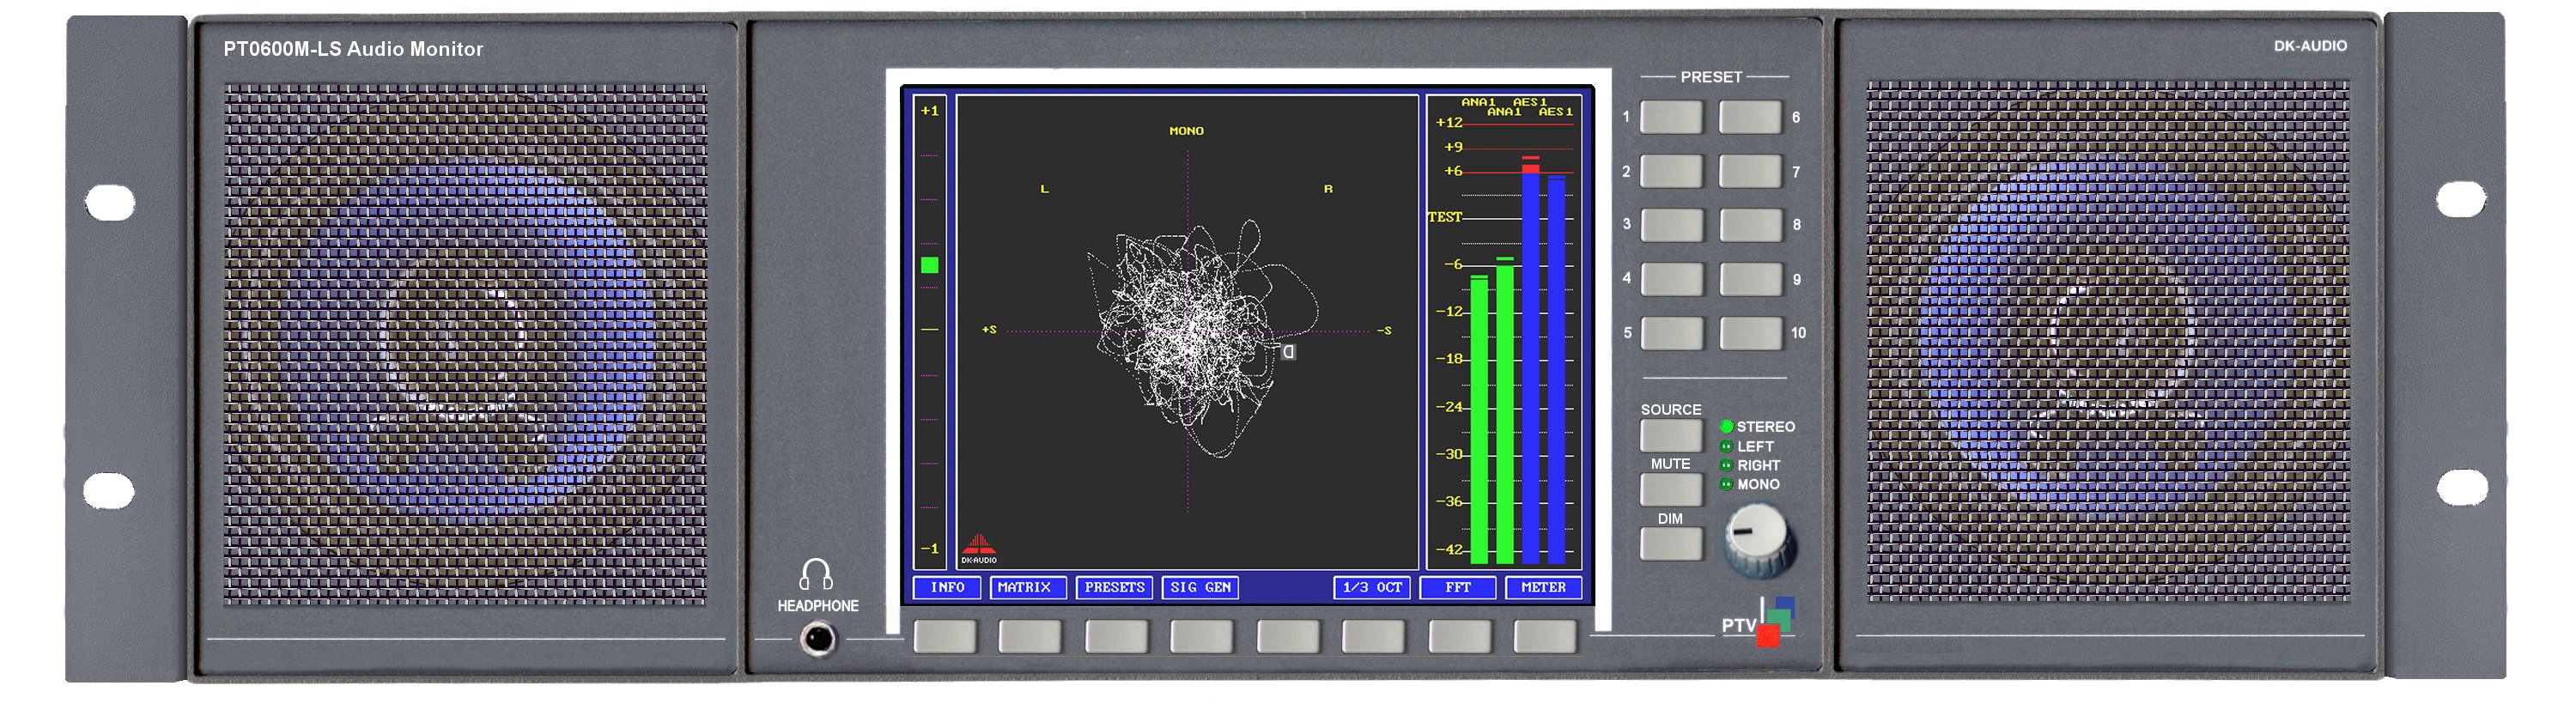 PT0600M-LS Audio Monitor
DK-AUDIO
+1
-1
MONO
L
R
+S
-S
DK-AUDIO
ANA1 AES1
ANA1 AES1
+12
+9
+6
TEST
-6
-12
-18
-24
-30
-36
-42
INFO MATRIX PRESETS SIG GEN 1/3 OCT FFT METER
HEADPHONE
PRESET
1 6
2 7
3 8
4 9
5 10
SOURCE
STEREO
LEFT
MUTE
RIGHT
MONO
DIM
PTV